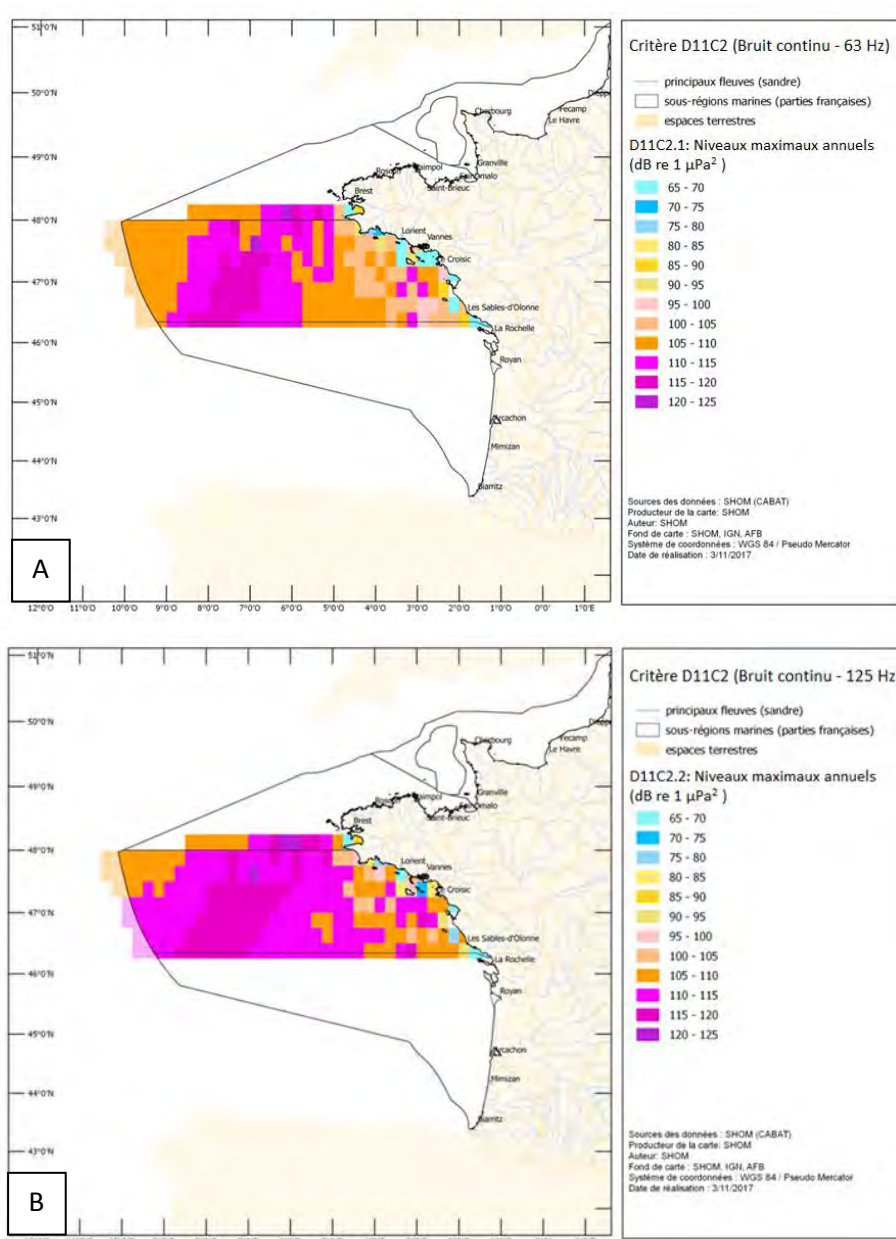 51°0'N
50°0'N
49°0'N
48°0'N
47°0'N
46°0'N
45°0'N
44°0'N
43°0'N
12°0'O 11°0'O 10°0'O 9°0'O 8°0'O 7°0'O 6°0'O 5°0'O 4°0'O 3°0'O 2°0'O 1°0'O 0°0'O 1°0'E
Cherbourg
Fecamp
Le Havre
Granville
Saint-Brieuc
Brest
Lorient
Vannes
Croisic
Les Sables-d'Olonne
La Rochelle
Royan
Arcachon
Mimizan
Biarritz
A
Critère D11C2 (Bruit continu - 63 Hz)
principaux fleuves (sandre)
sous-régions marines (parties françaises)
espaces terrestres
D11C2.1: Niveaux maximaux annuels
(dB re 1 µPa² )
65 - 70
70 - 75
75 - 80
80 - 85
85 - 90
90 - 95
95 - 100
100 - 105
105 - 110
110 - 115
115 - 120
120 - 125
Sources des données : SHOM (CABAT)
Producteur de la carte: SHOM
Auteur: SHOM
Fond de carte : SHOM, IGN, AFB
Système de coordonnées : WGS 84 / Pseudo Mercator
Date de réalisation : 3/11/2017
51°0'N
50°0'N
49°0'N
48°0'N
47°0'N
46°0'N
45°0'N
44°0'N
43°0'N
Cherbourg
Fecamp
Le Havre
Granville
Saint-Brieuc
Brest
Lorient
Vannes
Croisic
Les Sables-d'Olonne
La Rochelle
Royan
Arcachon
Mimizan
Biarritz
B
Critère D11C2 (Bruit continu - 125 Hz
principaux fleuves (sandre)
sous-régions marines (parties françaises)
espaces terrestres
D11C2.2: Niveaux maximaux annuels
(dB re 1 µPa² )
65 - 70
70 - 75
75 - 80
80 - 85
85 - 90
90 - 95
95 - 100
100 - 105
105 - 110
110 - 115
115 - 120
120 - 125
Sources des données : SHOM (CABAT)
Producteur de la carte: SHOM
Auteur: SHOM
Fond de carte : SHOM, IGN, AFB
Système de coordonnées : WGS 84 / Pseudo Mercator
Date de réalisation : 3/11/2017